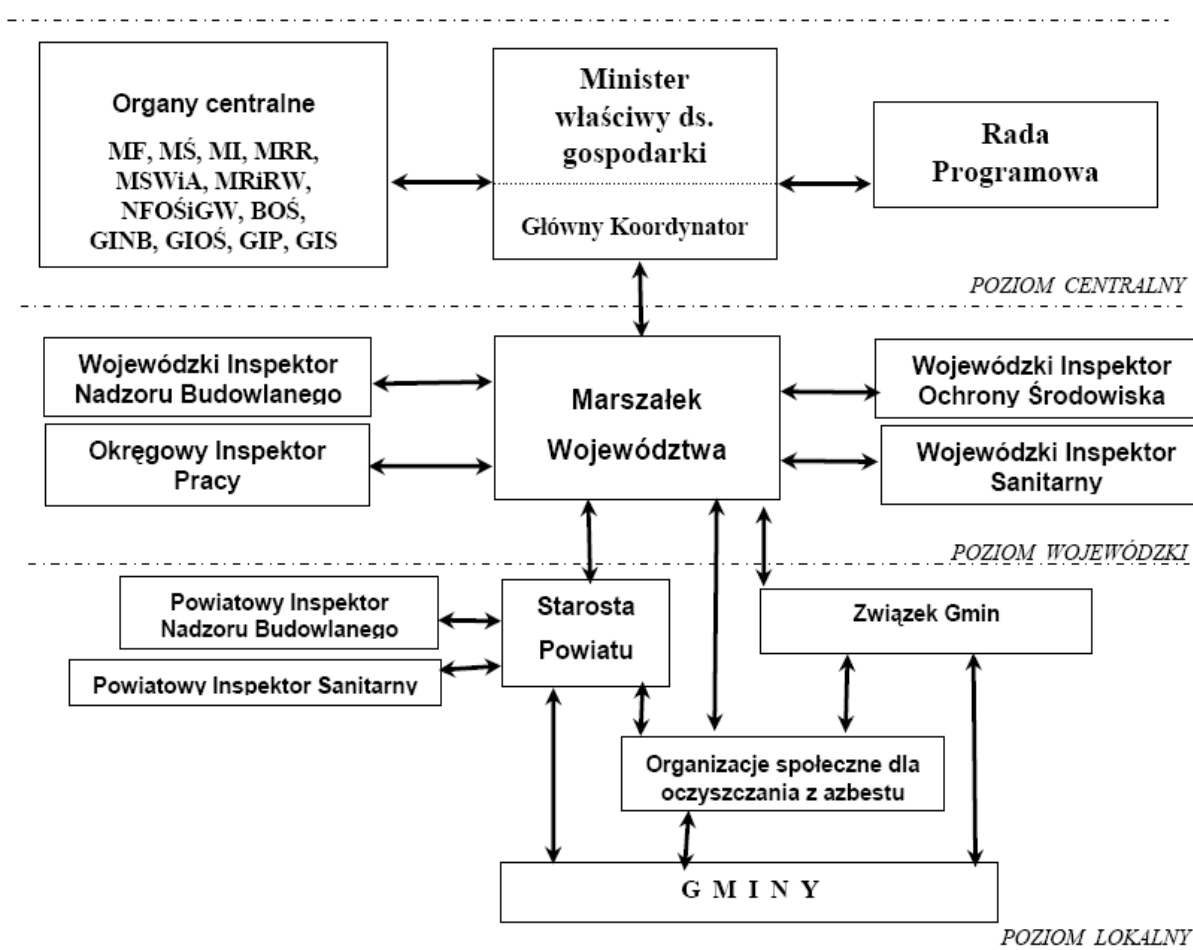 Organy centralne
MF, MŚ, MI, MRR,
MSWiA, MRiRW,
NFOŚiGW, BOŚ,
GINB, GIOŚ, GIP, GIS
Minister
właściwy ds.
gospodarki
Główny Koordynator
Rada
Programowa
POZIOM CENTRALNY
Wojewódzki Inspektor
Nadzoru Budowlanego
Okręgowy Inspektor
Pracy
Marszałek
Województwa
Wojewódzki Inspektor
Ochrony Środowiska
Wojewódzki Inspektor
Sanitarny
POZIOM WOJEWÓDZKI
Powiatowy Inspektor
Nadzoru Budowlanego
Powiatowy Inspektor Sanitarny
Starosta
Powiatu
Związek Gmin
Organizacje społeczne dla
oczyszczania z azbestu
G M I N Y
POZIOM LOKALNY